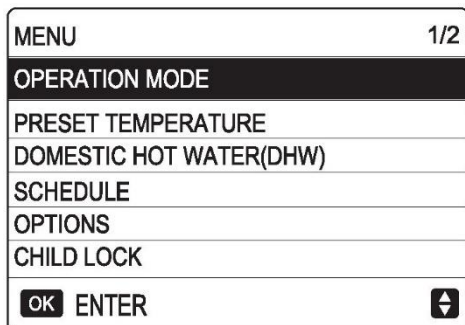 MENU 1/2
OPERATION MODE
PRESET TEMPERATURE
DOMESTIC HOT WATER(DHW)
SCHEDULE
OPTIONS
CHILD LOCK
OK ENTER